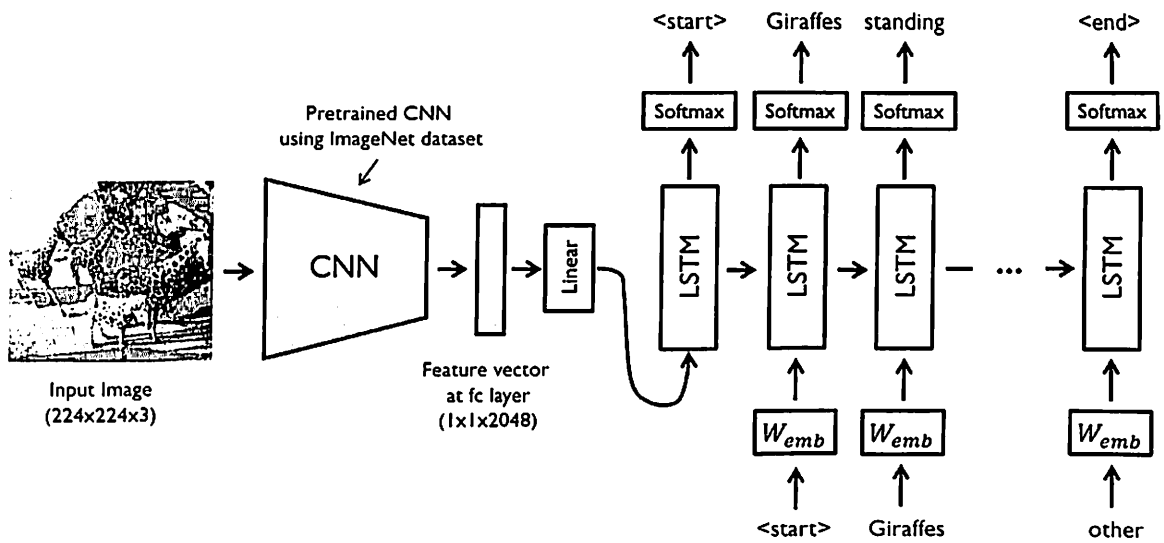 <start> Giraffes standing <end>
Softmax Softmax Softmax Softmax
Pretrained CNN
using ImageNet dataset
CNN
Linear
LSTM LSTM LSTM ... LSTM
Input Image
(224x224x3)
Feature vector
at fc layer
(1x1x2048)
W_emb W_emb W_emb
<start> Giraffes other